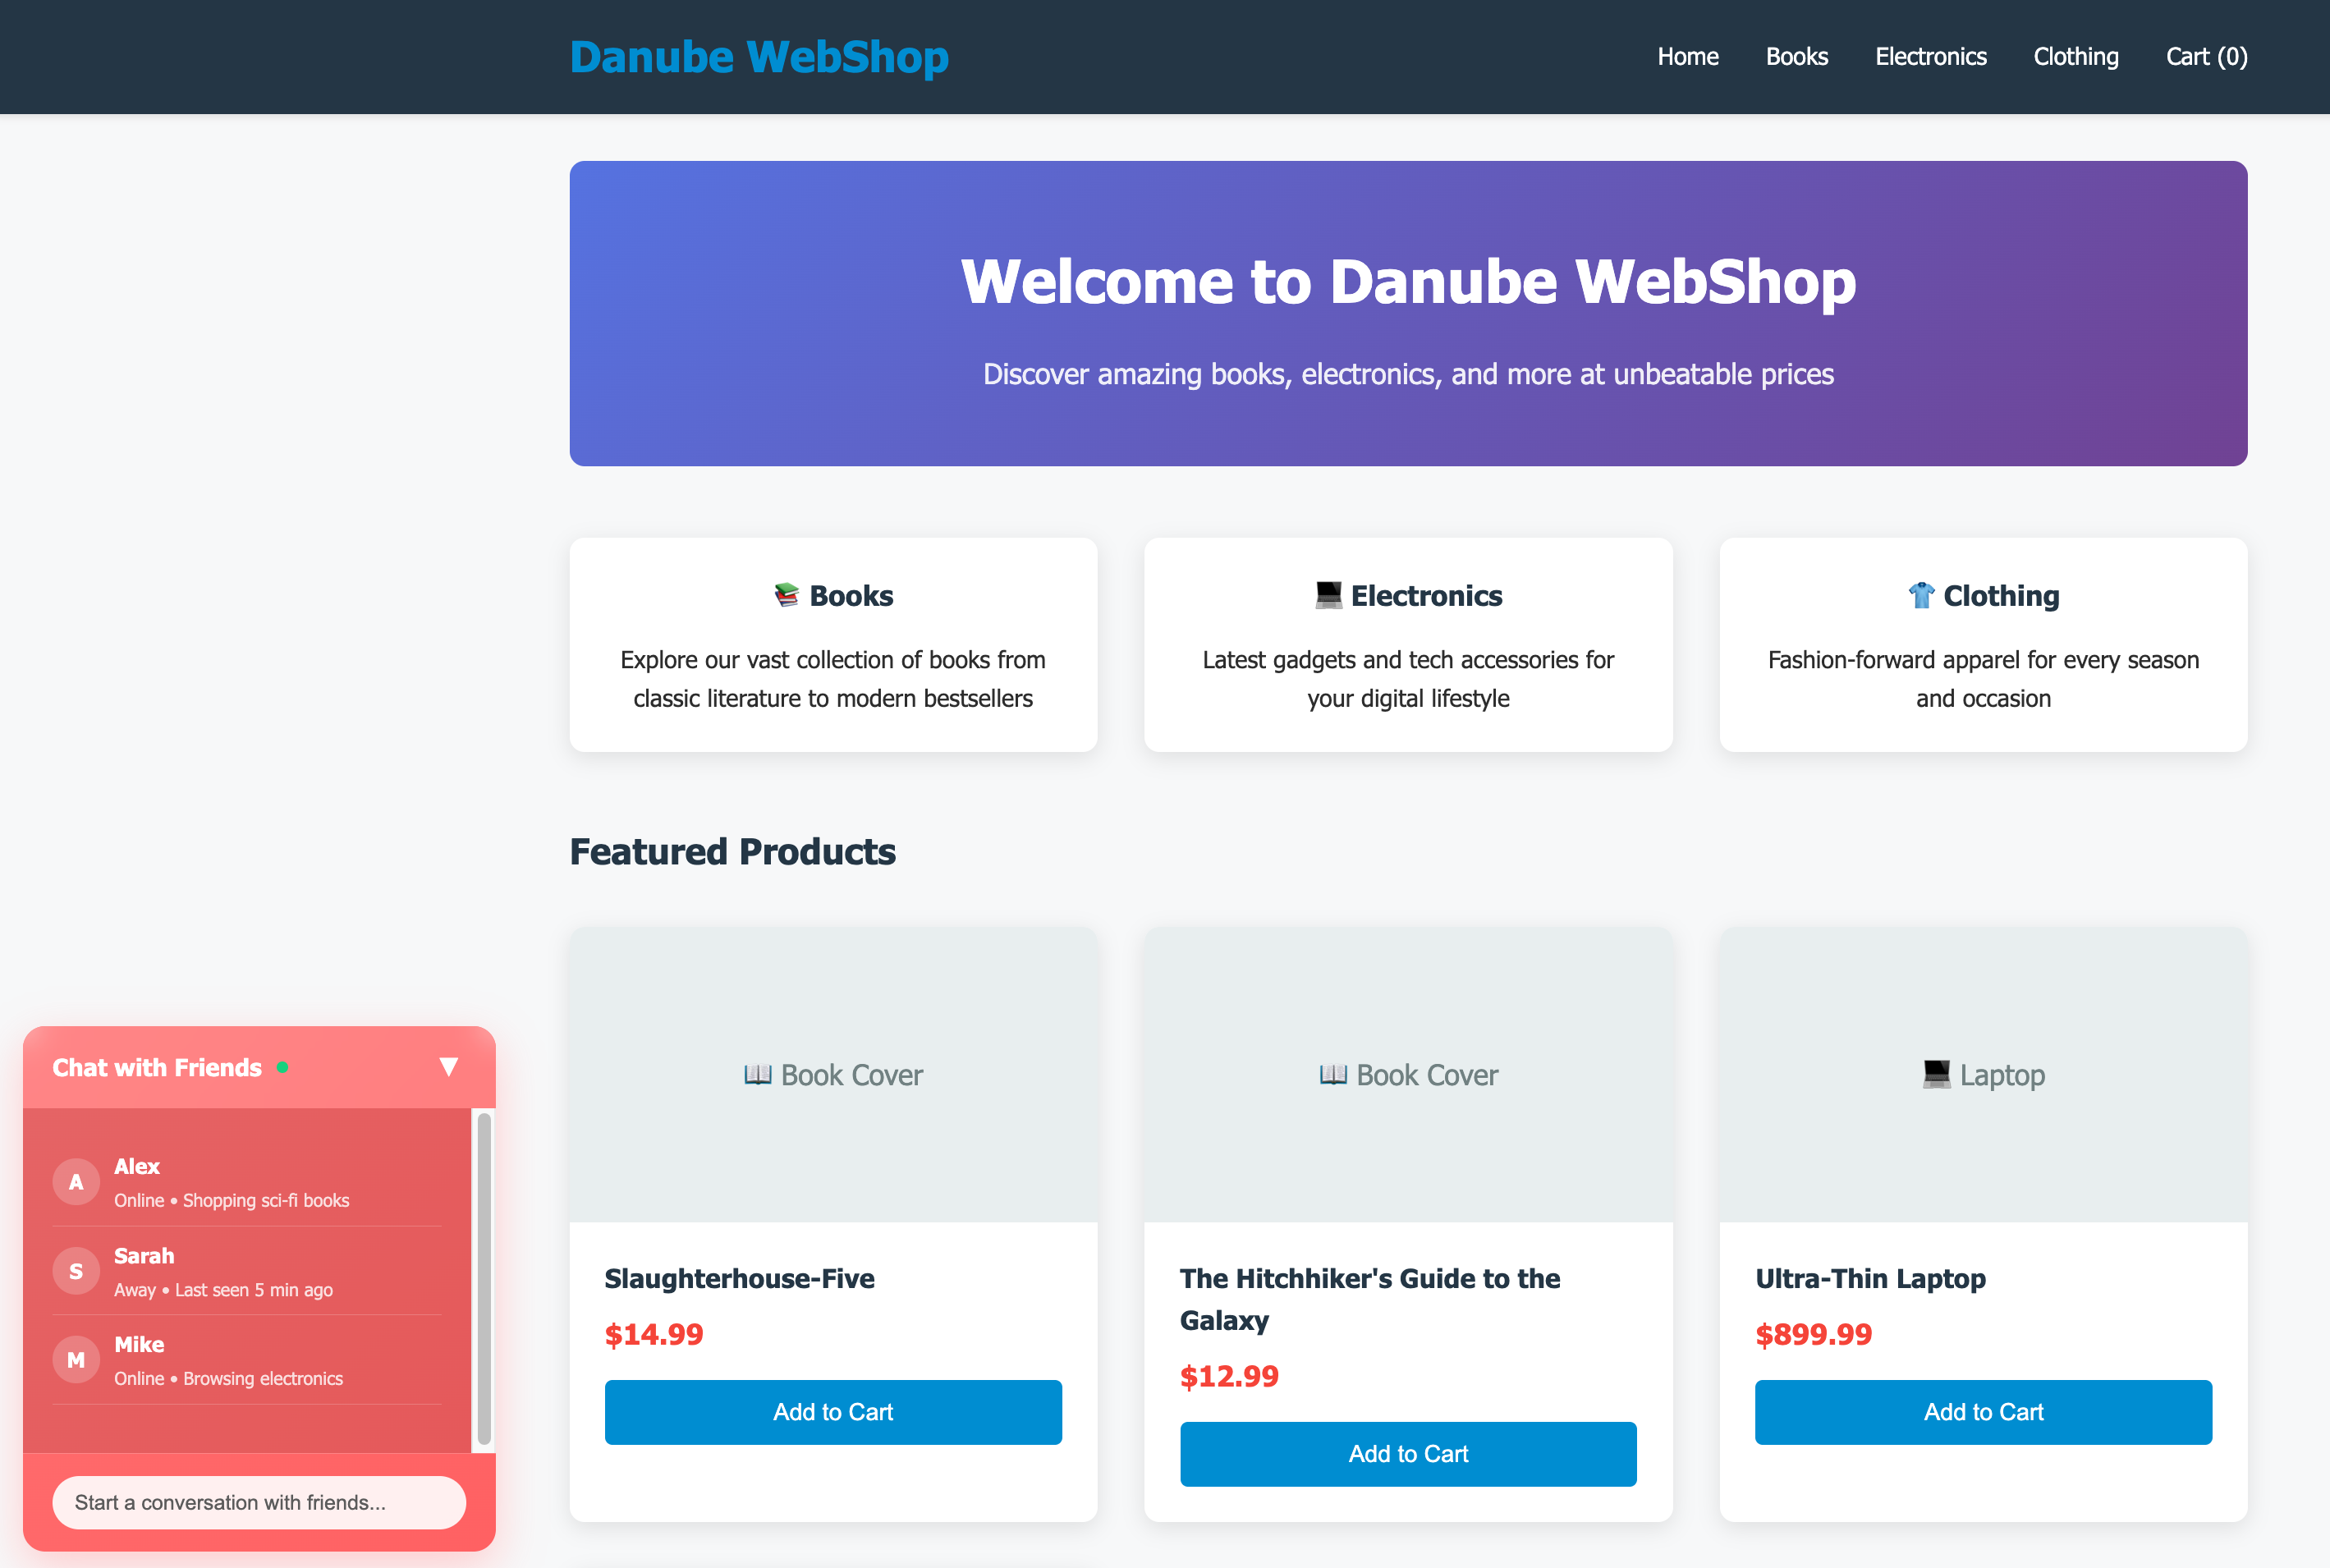 Danube WebShop
Home Books Electronics Clothing Cart (0)
Welcome to Danube WebShop
Discover amazing books, electronics, and more at unbeatable prices
Books
Explore our vast collection of books from
classic literature to modern bestsellers
Electronics
Latest gadgets and tech accessories for
your digital lifestyle
Clothing
Fashion-forward apparel for every season
and occasion
Featured Products
Book Cover
Slaughterhouse-Five
$14.99
Add to Cart
Book Cover
The Hitchhiker's Guide to the
Galaxy
$12.99
Add to Cart
Laptop
Ultra-Thin Laptop
$899.99
Add to Cart
Chat with Friends
A
Alex
Online • Shopping sci-fi books
S
Sarah
Away • Last seen 5 min ago
M
Mike
Online • Browsing electronics
Start a conversation with friends...